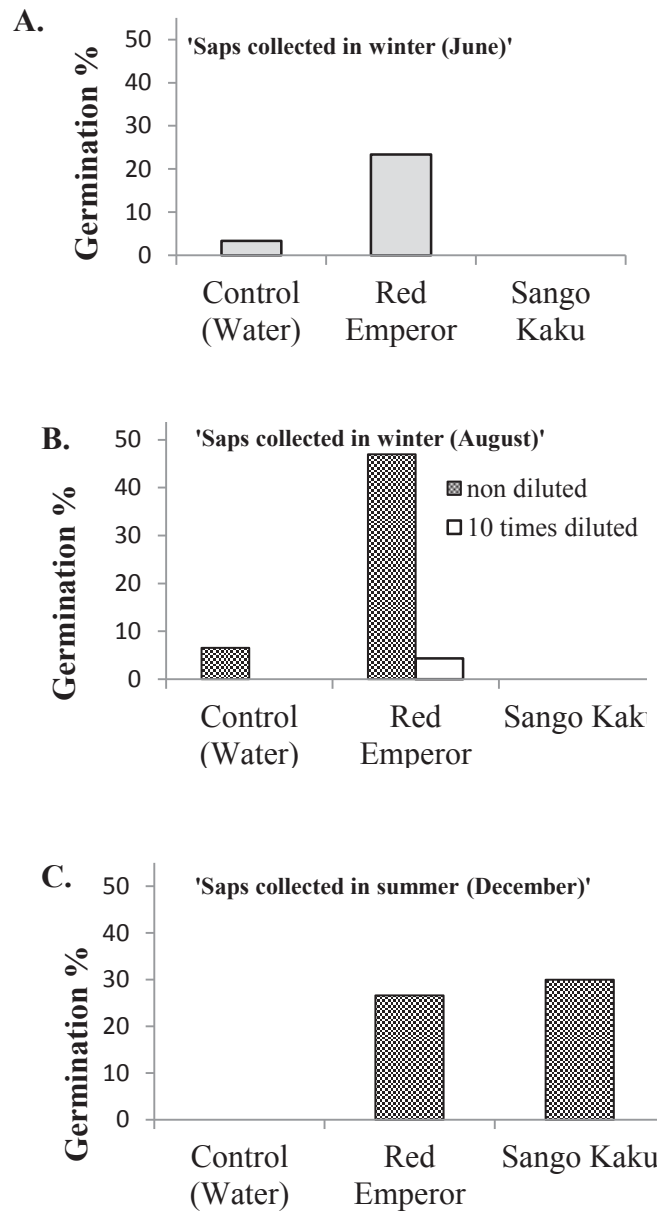 A.
'Saps collected in winter (June)'
Germination %
50
40
30
20
10
0
Control
(Water)
Red
Emperor
Sango
Kaku
B.
'Saps collected in winter (August)'
Germination %
50
40
30
20
10
0
non diluted
10 times diluted
Control
(Water)
Red
Emperor
Sango Kak
C.
'Saps collected in summer (December)'
Germination %
50
40
30
20
10
0
Control
(Water)
Red
Emperor
Sango Kaku